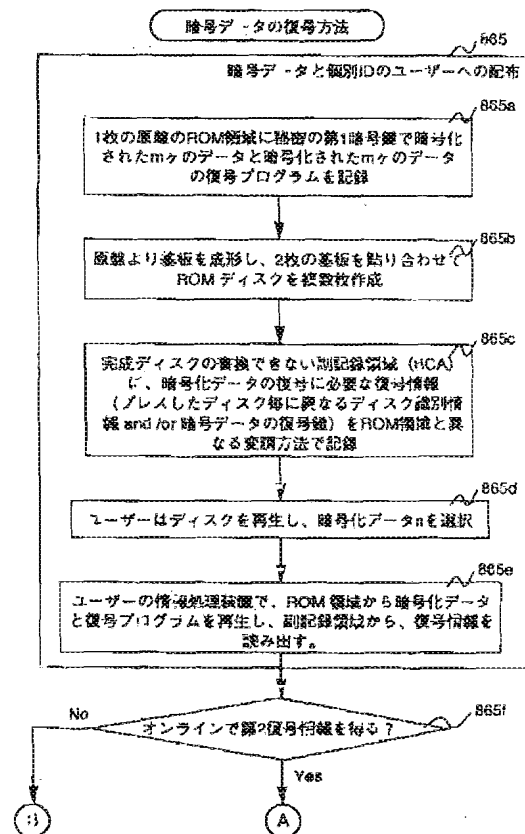 暗号データの復号方法
865
暗号データと個別IDのユーザーへの配布
865a
1枚の原盤のROM領域に秘密の第1暗号鍵で暗号化
されたmヶのデータと暗号化されたmヶのデータ
の復号プログラムを記録
865b
原盤より基板を成形し、2枚の基板を貼り合わせて
ROM ディスクを複数枚作成
865c
完成ディスクの書換できない副記録領域（BCA）
に、暗号化データの復号に必要な復号情報
（プレスしたディスク毎に異なるディスク識別情
報 and /or 暗号データの復号鍵）をROM領域と異
なる変調方法で記録
865d
ユーザーはディスクを再生し、暗号化データnを選択
865e
ユーザーの情報処理装置で、ROM 領域から暗号化データ
と復号プログラムを再生し、副記録領域から、復号情報を
読み出す。
865f
オンラインで第2復号情報を得る？
No
Yes
B
A